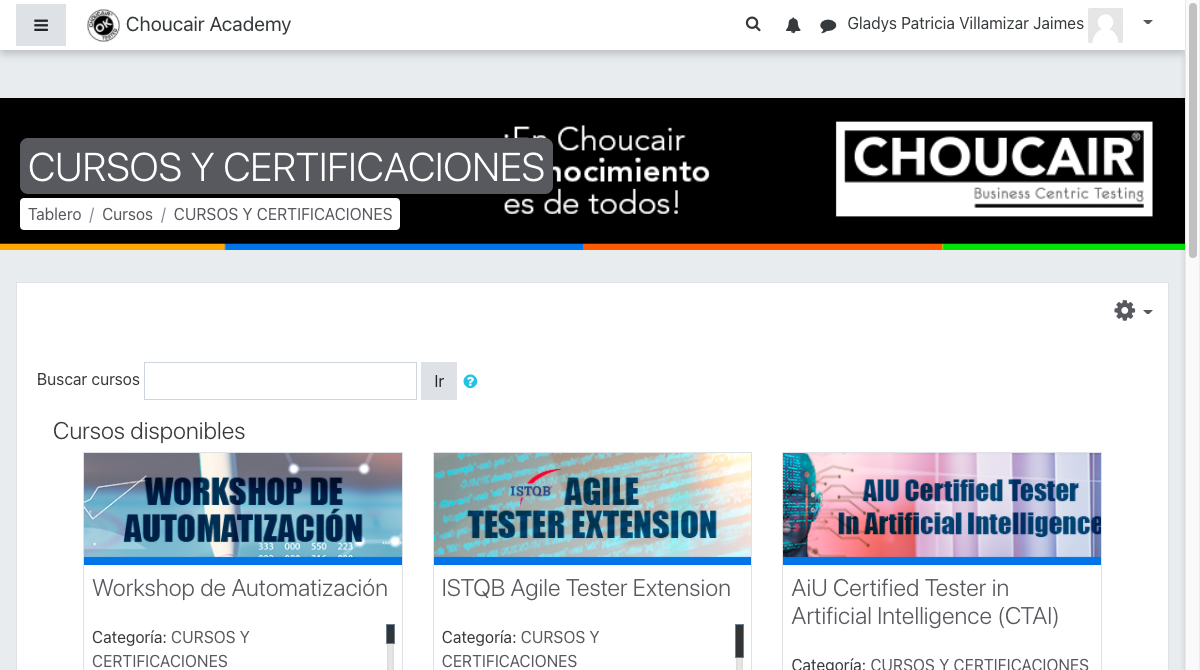 Choucair Academy
Gladys Patricia Villamizar Jaimes
¡En Choucair
nocimiento
es de todos!
CHOUCAIR®
Business Centric Testing
CURSOS Y CERTIFICACIONES
Tablero / Cursos / CURSOS Y CERTIFICACIONES
Buscar cursos
Ir
Cursos disponibles
WORKSHOP DE
AUTOMATIZACIÓN
333 000 550 223
Workshop de Automatización
Categoría: CURSOS Y
CERTIFICACIONES
ISTQB AGILE
TESTER EXTENSION
ISTQB Agile Tester Extension
Categoría: CURSOS Y
CERTIFICACIONES
AIU Certified Tester
In Artificial Intelligence
AiU Certified Tester in
Artificial Intelligence (CTAI)
Categoría: CURSOS Y CERTIFICACIONES